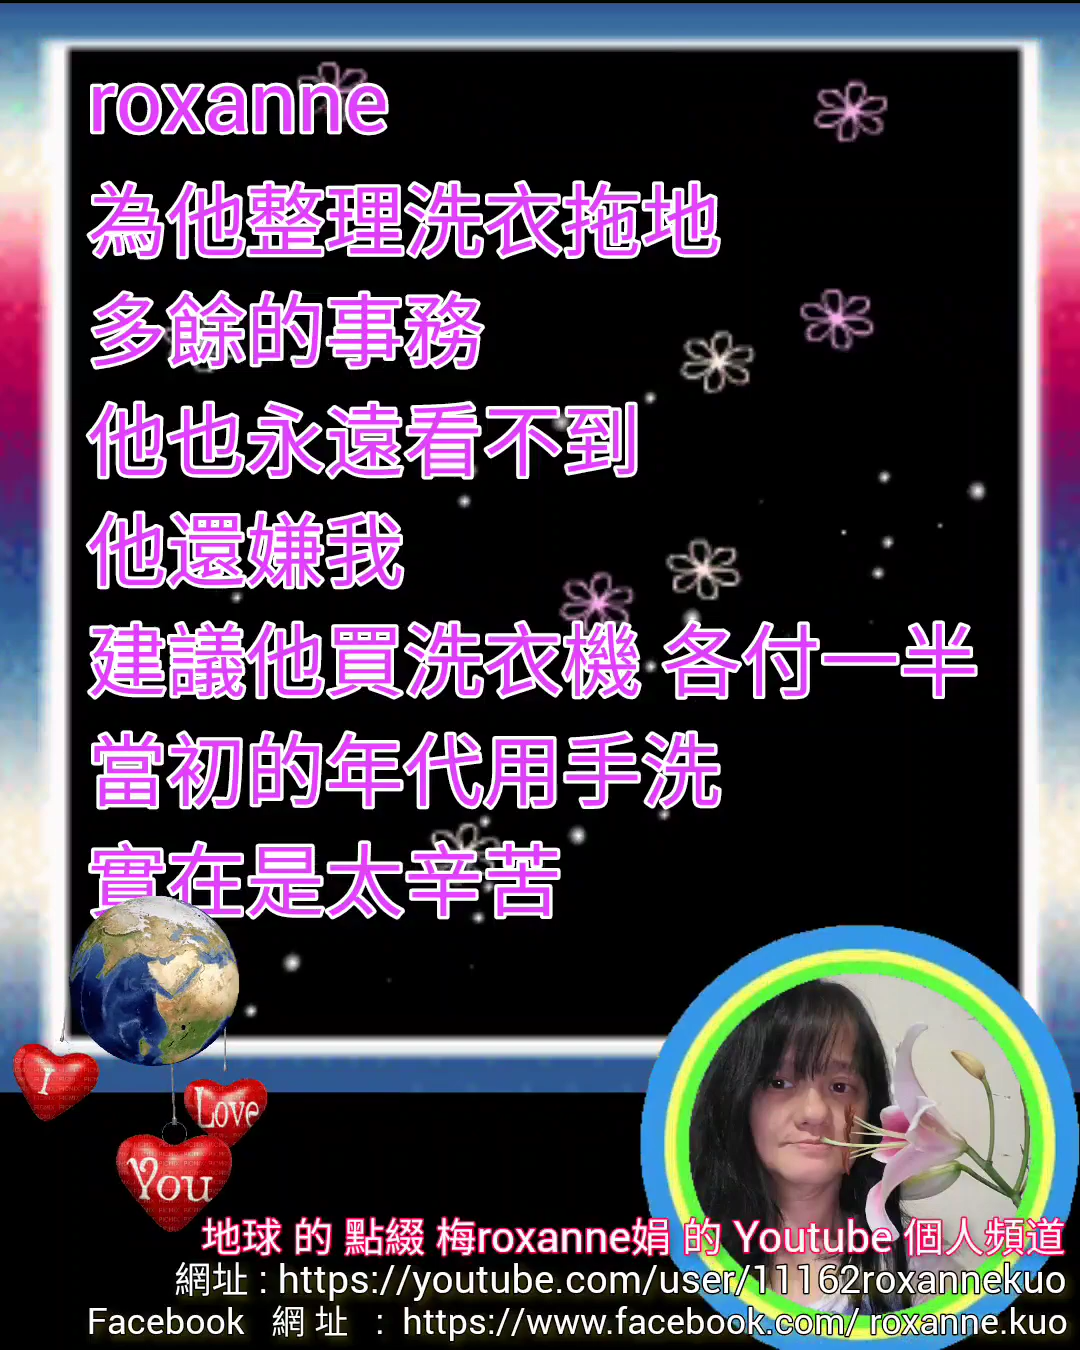 roxanne
為他整理洗衣拖地
多餘的事務
他也永遠看不到
他還嫌我
建議他買洗衣機 各付一半
當初的年代用手洗
實在是太辛苦
I
Love
You
地球 的 點綴 梅roxanne娟 的 Youtube 個人頻道
網址 : https://youtube.com/user/11162roxannekuo
Facebook 網 址 : https://www.facebook.com/ roxanne.kuo